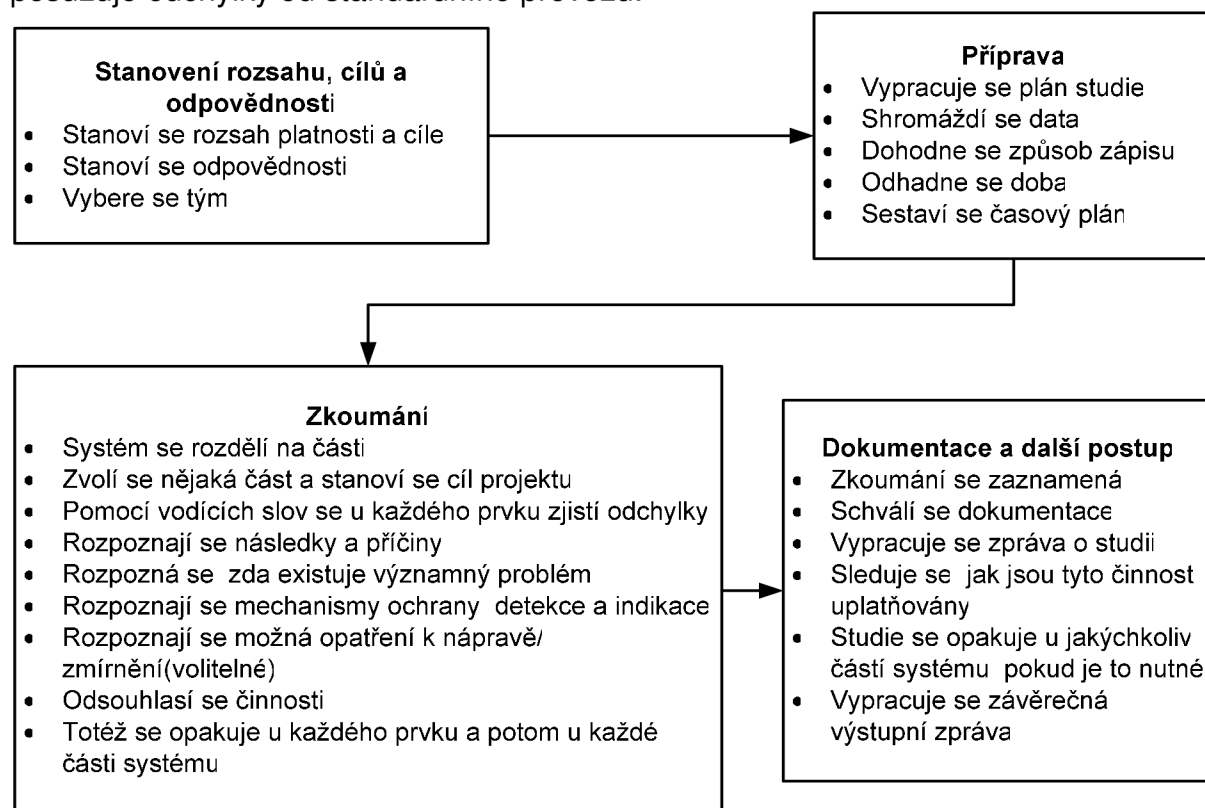 Stanovení rozsahu, cílů a
odpovědnosti
• Stanoví se rozsah platnosti a cíle
• Stanoví se odpovědnosti
• Vybere se tým
Příprava
• Vypracuje se plán studie
• Shromáždí se data
• Dohodne se způsob zápisu
• Odhadne se doba
• Sestaví se časový plán
Zkoumání
• Systém se rozdělí na části
• Zvolí se nějaká část a stanoví se cíl projektu
• Pomocí vodících slov se u každého prvku zjistí odchylky
• Rozpoznají se následky a příčiny
• Rozpozná se zda existuje významný problém
• Rozpoznají se mechanismy ochrany detekce a indikace
• Rozpoznají se možná opatření k nápravě/
zmírnění(volitelné)
• Odsouhlasí se činnosti
• Totéž se opakuje u každého prvku a potom u každé
části systému
Dokumentace a další postup
• Zkoumání se zaznamená
• Schválí se dokumentace
• Vypracuje se zpráva o studii
• Sleduje se jak jsou tyto činnost
uplatňovány
• Studie se opakuje u jakýchkoliv
částí systému pokud je to nutné
• Vypracuje se závěrečná
výstupní zpráva